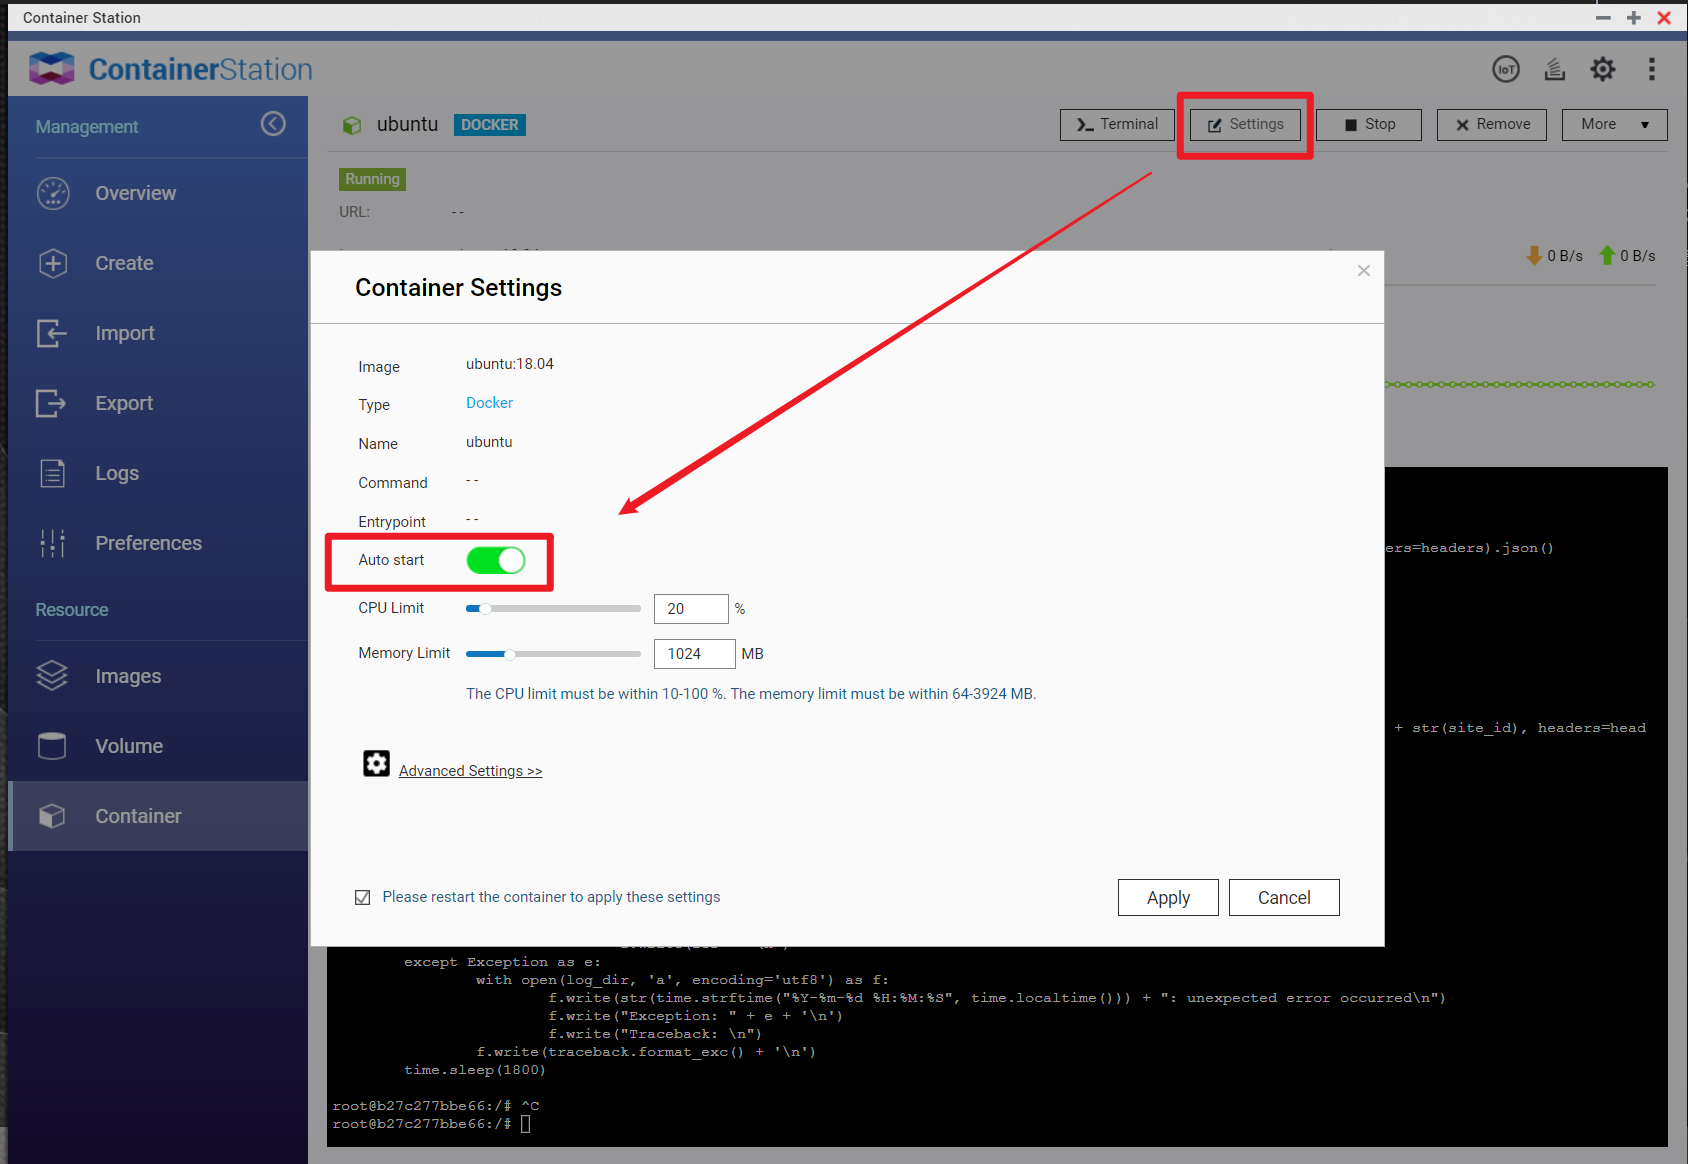 Container Station
ContainerStation
IoT
Management
ubuntu DOCKER
Terminal Settings Stop Remove More
Running
URL: - -
Overview
Create
Import
Export
Logs
Preferences
Resource
Images
Volume
Container
0 B/s 0 B/s
Container Settings
Image ubuntu:18.04
Type Docker
Name ubuntu
Command - -
Entrypoint - -
Auto start
CPU Limit 20 %
Memory Limit 1024 MB
The CPU limit must be within 10-100 %. The memory limit must be within 64-3924 MB.
Advanced Settings >>
Please restart the container to apply these settings
Apply Cancel
ers=headers).json()
+ str(site_id), headers=head
except Exception as e:
with open(log_dir, 'a', encoding='utf8') as f:
f.write(str(time.strftime("%Y-%m-%d %H:%M:%S", time.localtime())) + ": unexpected error occurred\n")
f.write("Exception: " + e + '\n')
f.write("Traceback: \n")
f.write(traceback.format_exc() + '\n')
time.sleep(1800)
root@b27c277bbe66:/# ^C
root@b27c277bbe66:/#